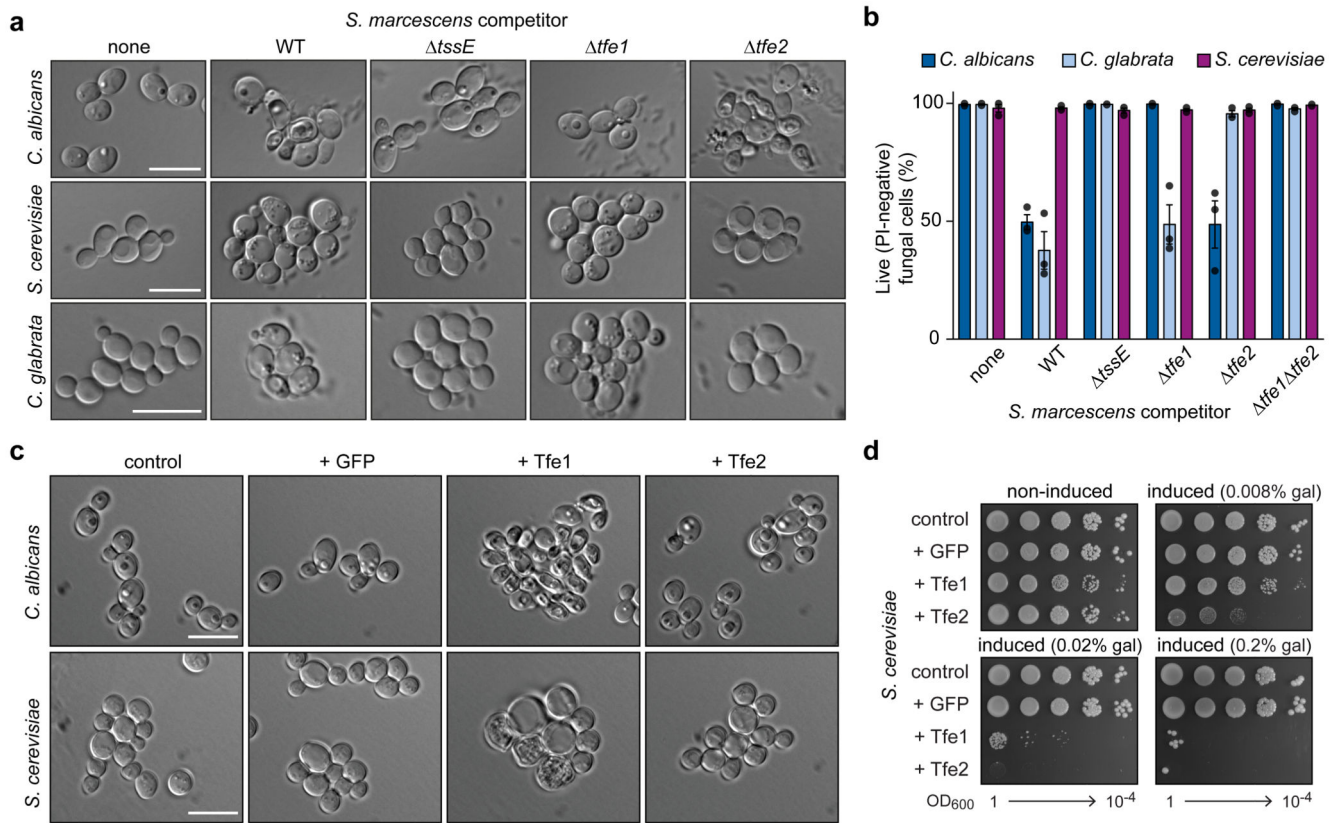 a
S. marcescens competitor
none WT ΔtssE Δtfe1 Δtfe2
C. albicans
S. cerevisiae
C. glabrata
b
C. albicans C. glabrata S. cerevisiae
Live (PI-negative)
fungal cells (%)
100
50
0
none WT ΔtssE Δtfe1 Δtfe2 Δtfe1Δtfe2
S. marcescens competitor
c
control + GFP + Tfe1 + Tfe2
C. albicans
S. cerevisiae
d
non-induced induced (0.008% gal)
control
+ GFP
+ Tfe1
+ Tfe2
S. cerevisiae
induced (0.02% gal) induced (0.2% gal)
control
+ GFP
+ Tfe1
+ Tfe2
OD₆₀₀ 1 → 10⁻⁴ 1 → 10⁻⁴